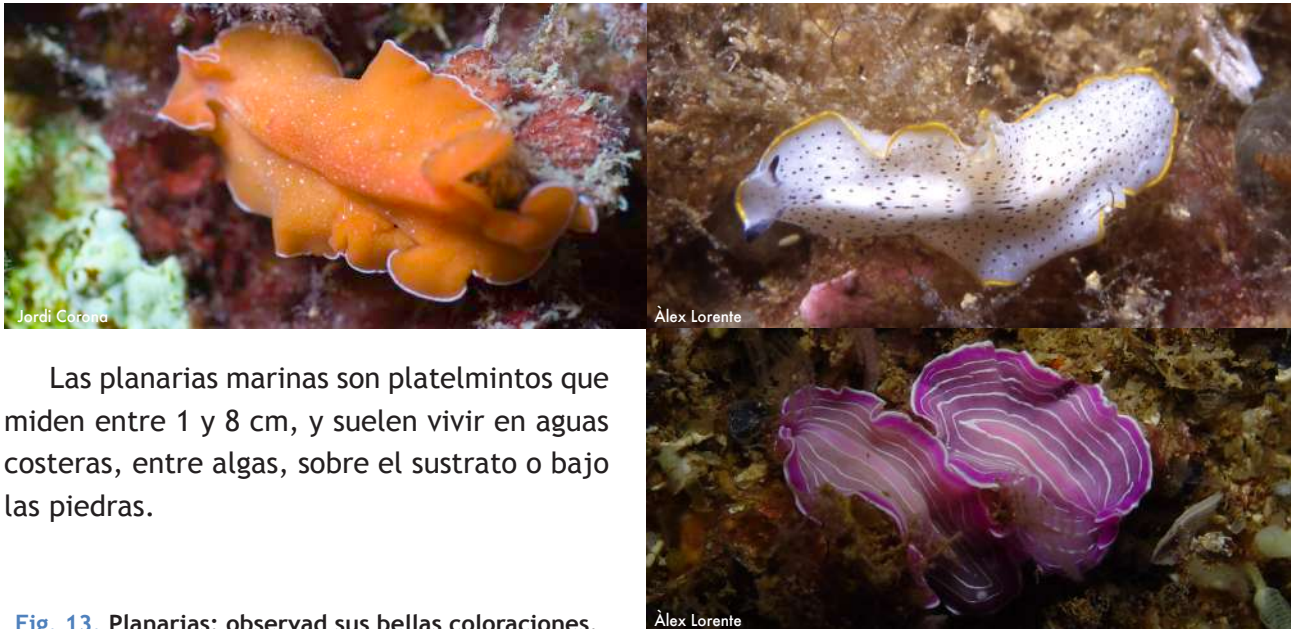 Jordi Corona
Àlex Lorente
Las planarias marinas son platelmintos que
miden entre 1 y 8 cm, y suelen vivir en aguas
costeras, entre algas, sobre el sustrato o bajo
las piedras.
Fig. 13. Planarias: observad sus bellas coloraciones.
Àlex Lorente